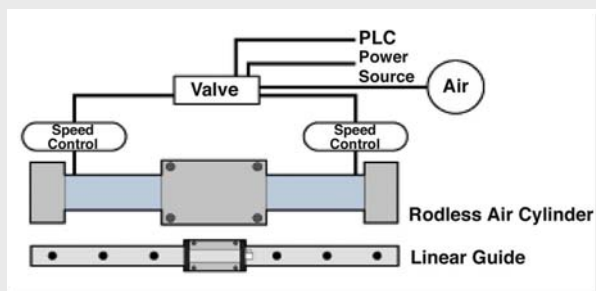 PLC
Power
Source
Valve
Air
Speed
Control
Speed
Control
Rodless Air Cylinder
Linear Guide